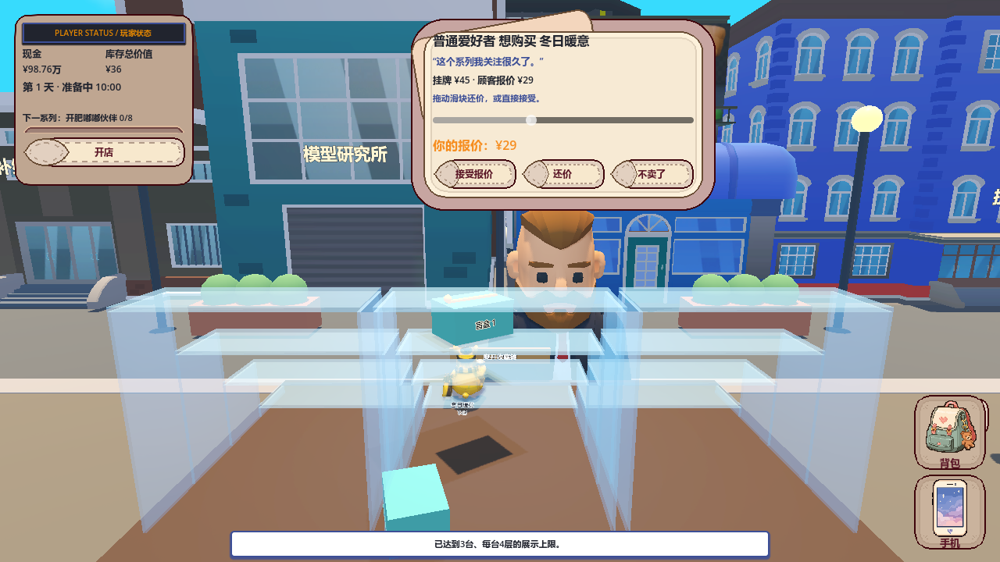 PLAYER STATUS / 玩家状态
现金
库存总价值
¥98.76万
¥36
第 1 天 · 准备中 10:00
下一系列：开肥嘟嘟伙伴 0/8
开店
普通爱好者 想购买 冬日暖意
“这个系列我关注很久了。”
挂牌 ¥45 · 顾客报价 ¥29
拖动滑块还价，或直接接受。
你的报价：¥29
接受报价
还价
不卖了
模型研究所
盲盒 1
背包
手机
已达到3台、每台4层的展示上限。